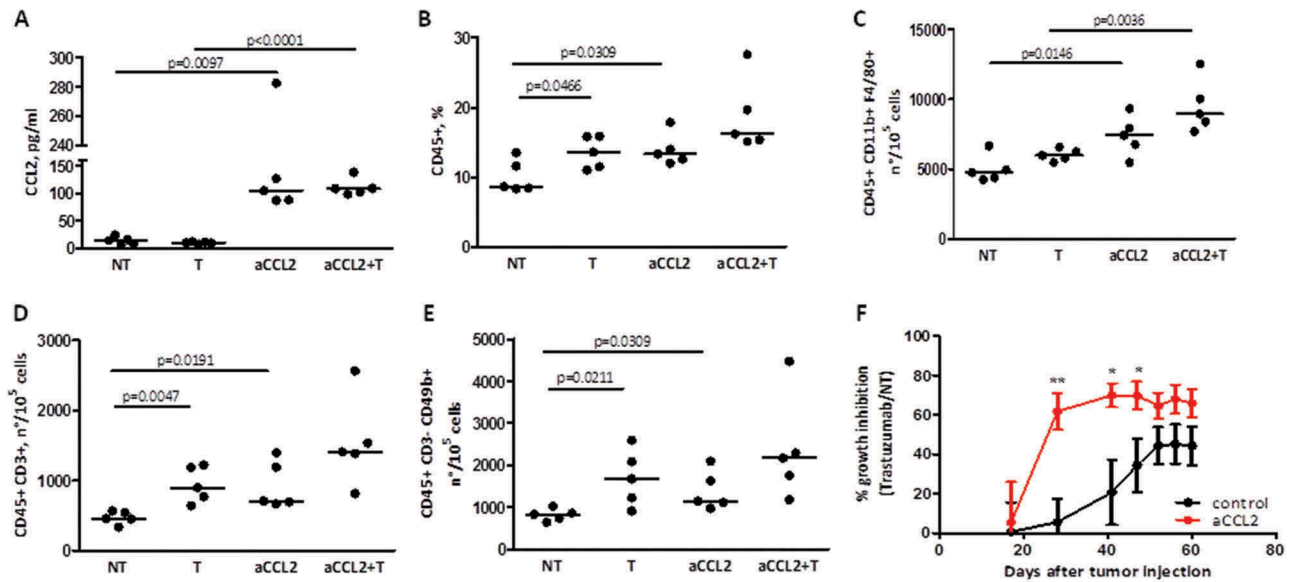 A
p<0.0001
p=0.0097
300
280
260
240
150
100
50
0
CCL2, pg/ml
NT T aCCL2 aCCL2+T
B
30
20
10
0
CD45+, %
p=0.0309
p=0.0466
NT T aCCL2 aCCL2+T
C
p=0.0036
p=0.0146
15000
10000
5000
0
CD45+ CD11b+ F4/80+
n°/10⁵ cells
NT T aCCL2 aCCL2+T
D
3000
2000
1000
0
CD45+ CD3+, n°/10⁵ cells
p=0.0191
p=0.0047
NT T aCCL2 aCCL2+T
E
5000
4000
3000
2000
1000
0
CD45+ CD3- CD49b+
n°/10⁵ cells
p=0.0309
p=0.0211
NT T aCCL2 aCCL2+T
F
100
80
60
40
20
0
% growth inhibition
(Trastuzumab/NT)
** * *
control
aCCL2
0 20 40 60 80
Days after tumor injection